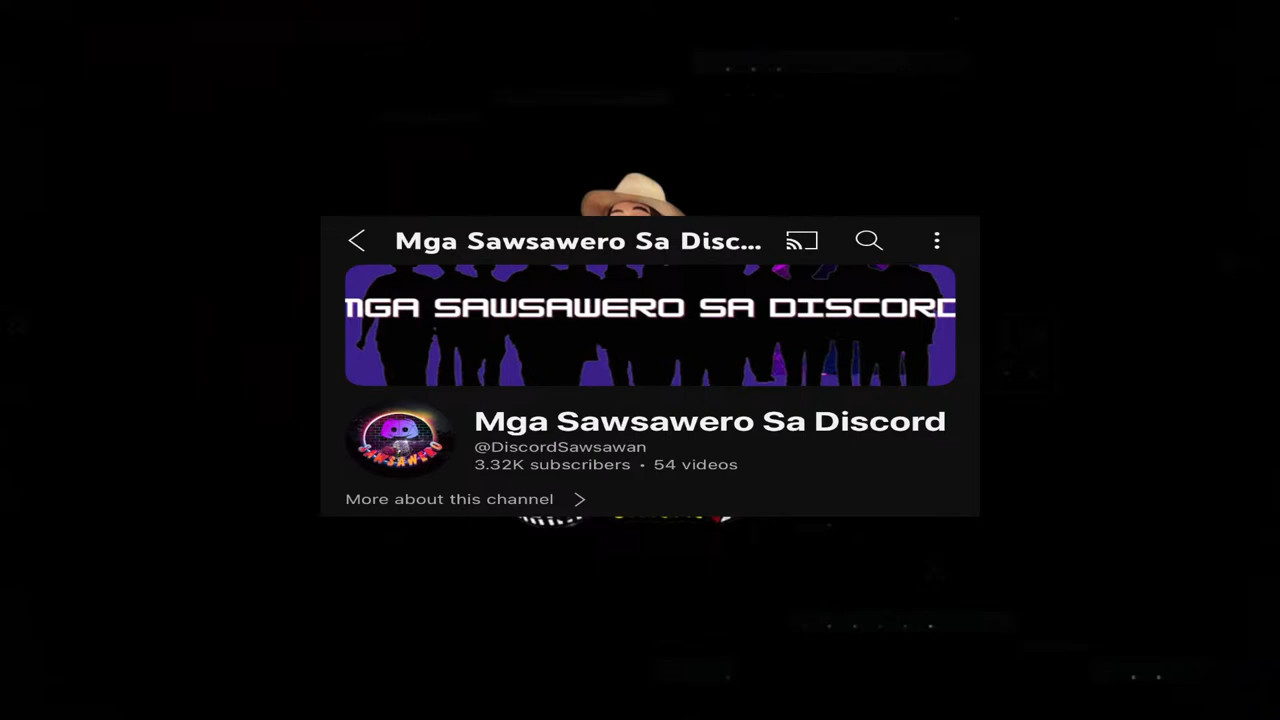 Mga Sawsawero Sa Disc...
MGA SAWSAWERO SA DISCORD
SAWSAWERO
Mga Sawsawero Sa Discord
@DiscordSawsawan
3.32K subscribers • 54 videos
More about this channel